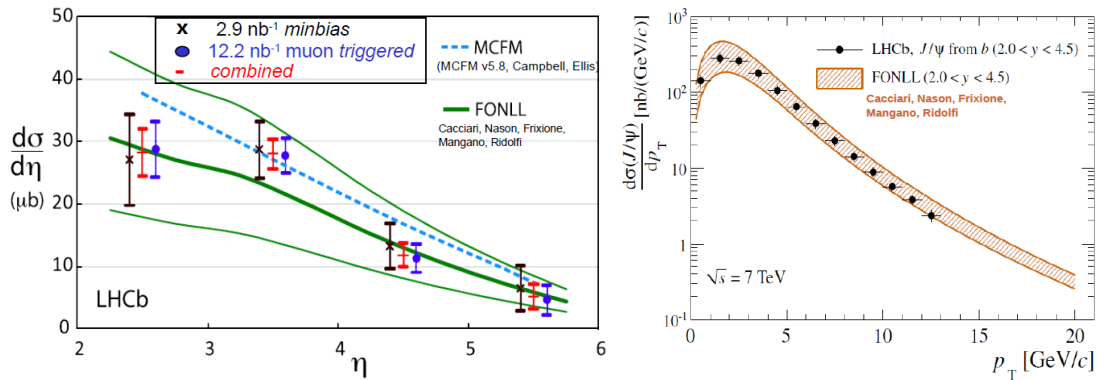 50
40
30
20
10
0
dσ
dη
(μb)
2.9 nb-1 minbias
12.2 nb-1 muon triggered
combined
MCFM
(MCFM v5.8, Campbell, Ellis)
FONLL
Cacciari, Nason, Frixione,
Mangano, Ridolfi
LHCb
2 3 4 5 6
η
dσ(J/ψ)
dpT
[nb/(GeV/c)]
10³
10²
10
1
10-1
LHCb, J/ψ from b (2.0 < y < 4.5)
FONLL (2.0 < y < 4.5)
Cacciari, Nason, Frixione,
Mangano, Ridolfi
√s = 7 TeV
0 5 10 15 20
pT [GeV/c]